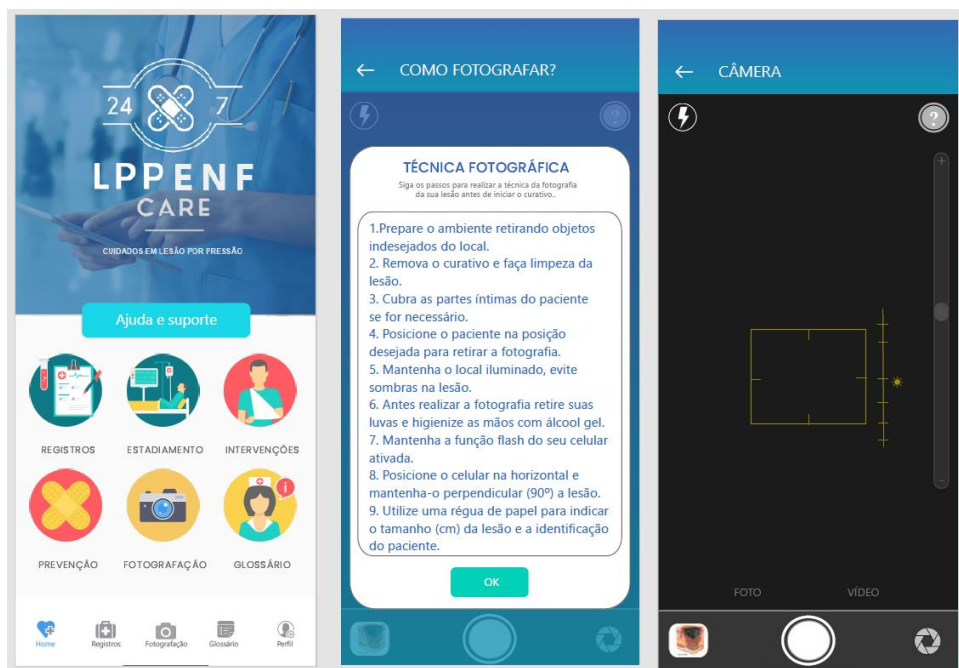 24 7
LPPENF
CARE
CUIDADOS EM LESÃO POR PRESSÃO
Ajuda e suporte
REGISTROS
ESTADIAMENTO
INTERVENÇÕES
PREVENÇÃO
FOTOGRAFAÇÃO
GLOSSÁRIO
Home
Registros
Fotografação
Glossário
Perfil
← COMO FOTOGRAFAR?
?
TÉCNICA FOTOGRÁFICA
Siga os passos para realizar a técnica da fotografia
da sua lesão antes de iniciar o curativo..
1.Prepare o ambiente retirando objetos
indesejados do local.
2. Remova o curativo e faça limpeza da
lesão.
3. Cubra as partes íntimas do paciente
se for necessário.
4. Posicione o paciente na posição
desejada para retirar a fotografia.
5. Mantenha o local iluminado, evite
sombras na lesão.
6. Antes realizar a fotografia retire suas
luvas e higienize as mãos com álcool gel.
7. Mantenha a função flash do seu celular
ativada.
8. Posicione o celular na horizontal e
mantenha-o perpendicular (90º) a lesão.
9. Utilize uma régua de papel para indicar
o tamanho (cm) da lesão e a identificação
do paciente.
OK
← CÂMERA
?
+
-
FOTO
VÍDEO